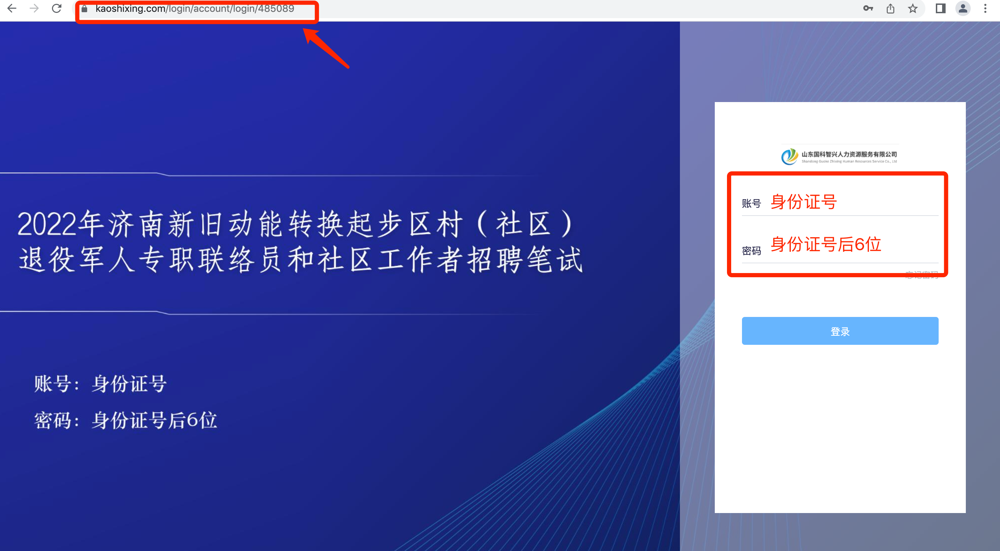 kaoshixing.com/login/account/login/485089
2022年济南新旧动能转换起步区村（社区）
退役军人专职联络员和社区工作者招聘笔试
账号：身份证号
密码：身份证号后6位
山东国科智兴人力资源服务有限公司
Shandong Guoke Zhixing Human Resources Service Co., Ltd
账号 身份证号
密码 身份证号后6位
忘记密码
登录